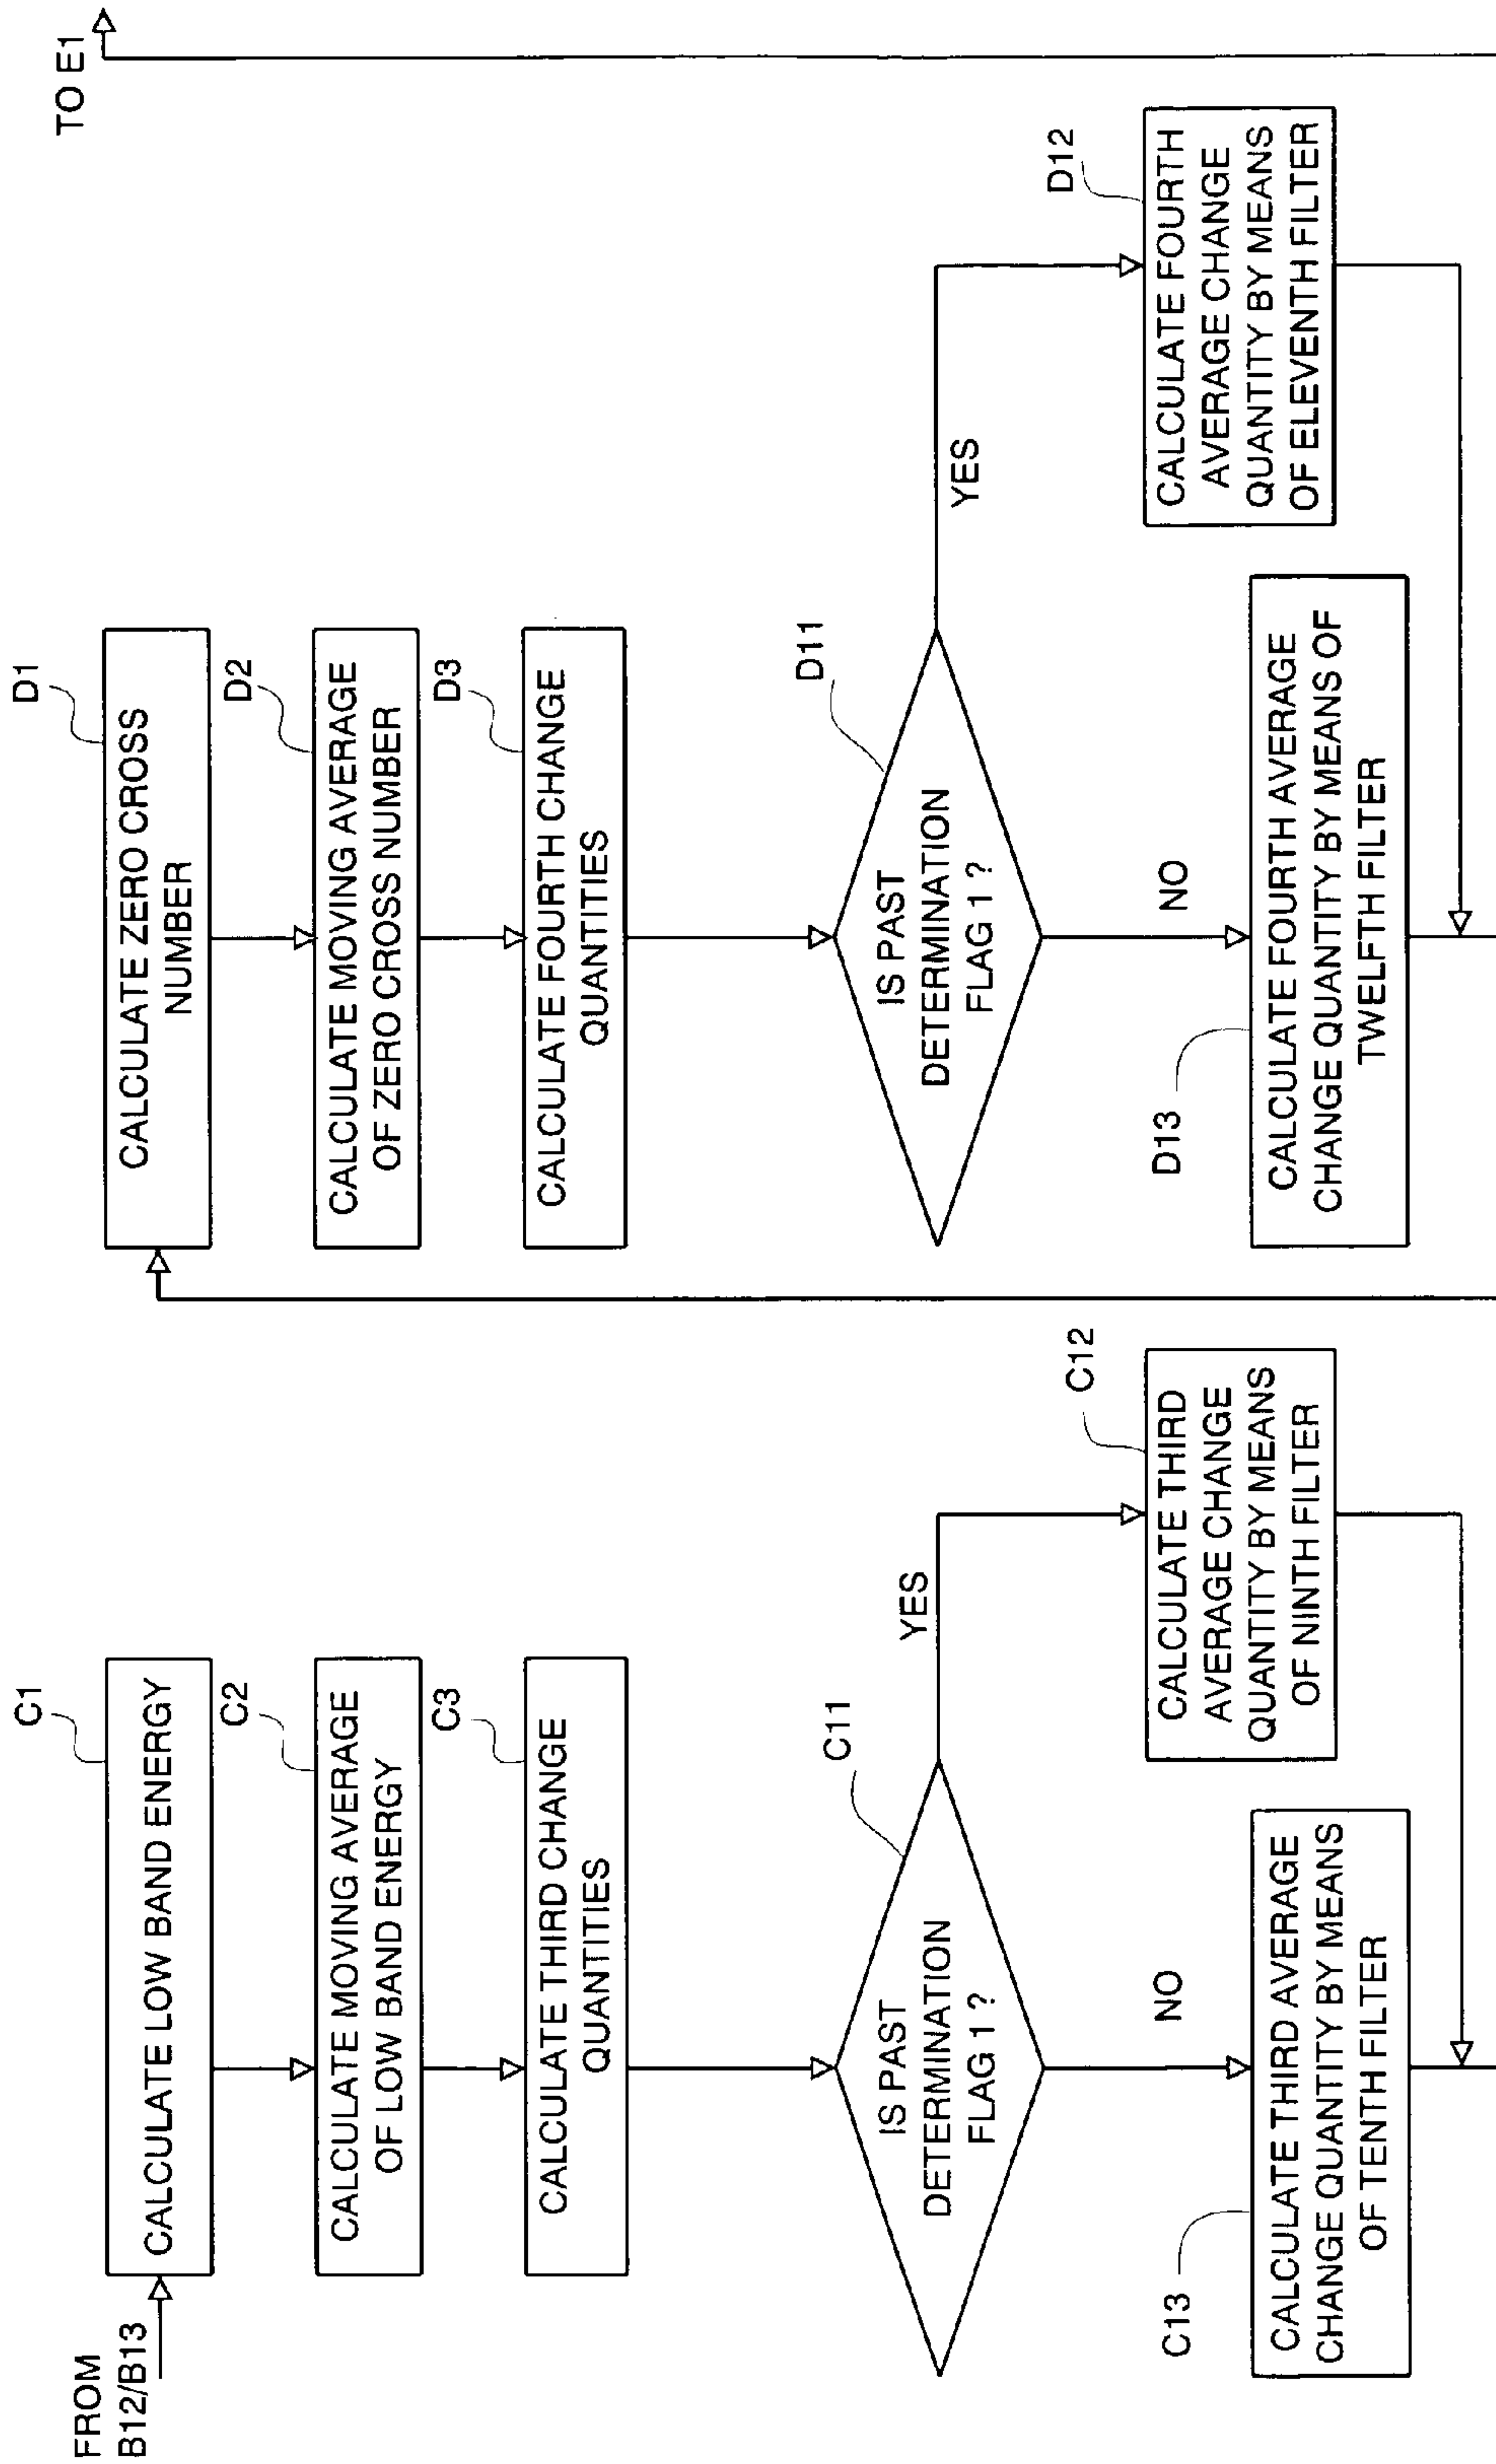 FROM
B12/B13
C1
CALCULATE LOW BAND ENERGY
C2
CALCULATE MOVING AVERAGE
OF LOW BAND ENERGY
C3
CALCULATE THIRD CHANGE
QUANTITIES
C11
IS PAST
DETERMINATION
FLAG 1 ?
YES
NO
C12
CALCULATE THIRD
AVERAGE CHANGE
QUANTITY BY MEANS
OF NINTH FILTER
C13
CALCULATE THIRD AVERAGE
CHANGE QUANTITY BY MEANS
OF TENTH FILTER
D1
CALCULATE ZERO CROSS
NUMBER
D2
CALCULATE MOVING AVERAGE
OF ZERO CROSS NUMBER
D3
CALCULATE FOURTH CHANGE
QUANTITIES
D11
IS PAST
DETERMINATION
FLAG 1 ?
YES
NO
D12
CALCULATE FOURTH
AVERAGE CHANGE
QUANTITY BY MEANS
OF ELEVENTH FILTER
D13
CALCULATE FOURTH AVERAGE
CHANGE QUANTITY BY MEANS OF
TWELFTH FILTER
TO E1